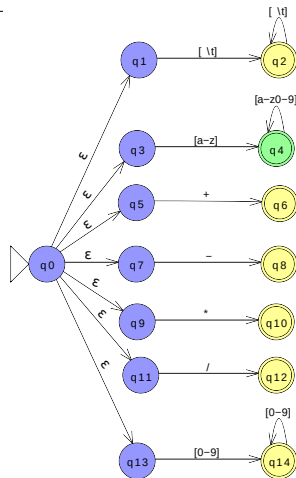 [ \t]
q1 [ \t] q2
ε
[a-z0-9]
q3 [a-z] q4
ε
q5 + q6
ε
q0 ε q7 - q8
ε
q9 * q10
ε
q11 / q12
ε
[0-9]
q13 [0-9] q14